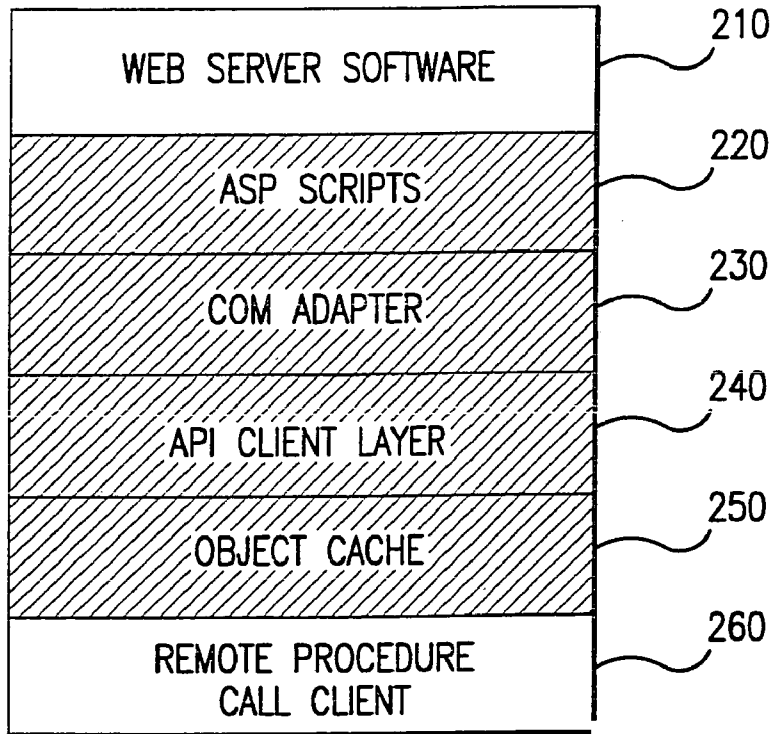 WEB SERVER SOFTWARE 210
ASP SCRIPTS 220
COM ADAPTER 230
API CLIENT LAYER 240
OBJECT CACHE 250
REMOTE PROCEDURE 260
CALL CLIENT